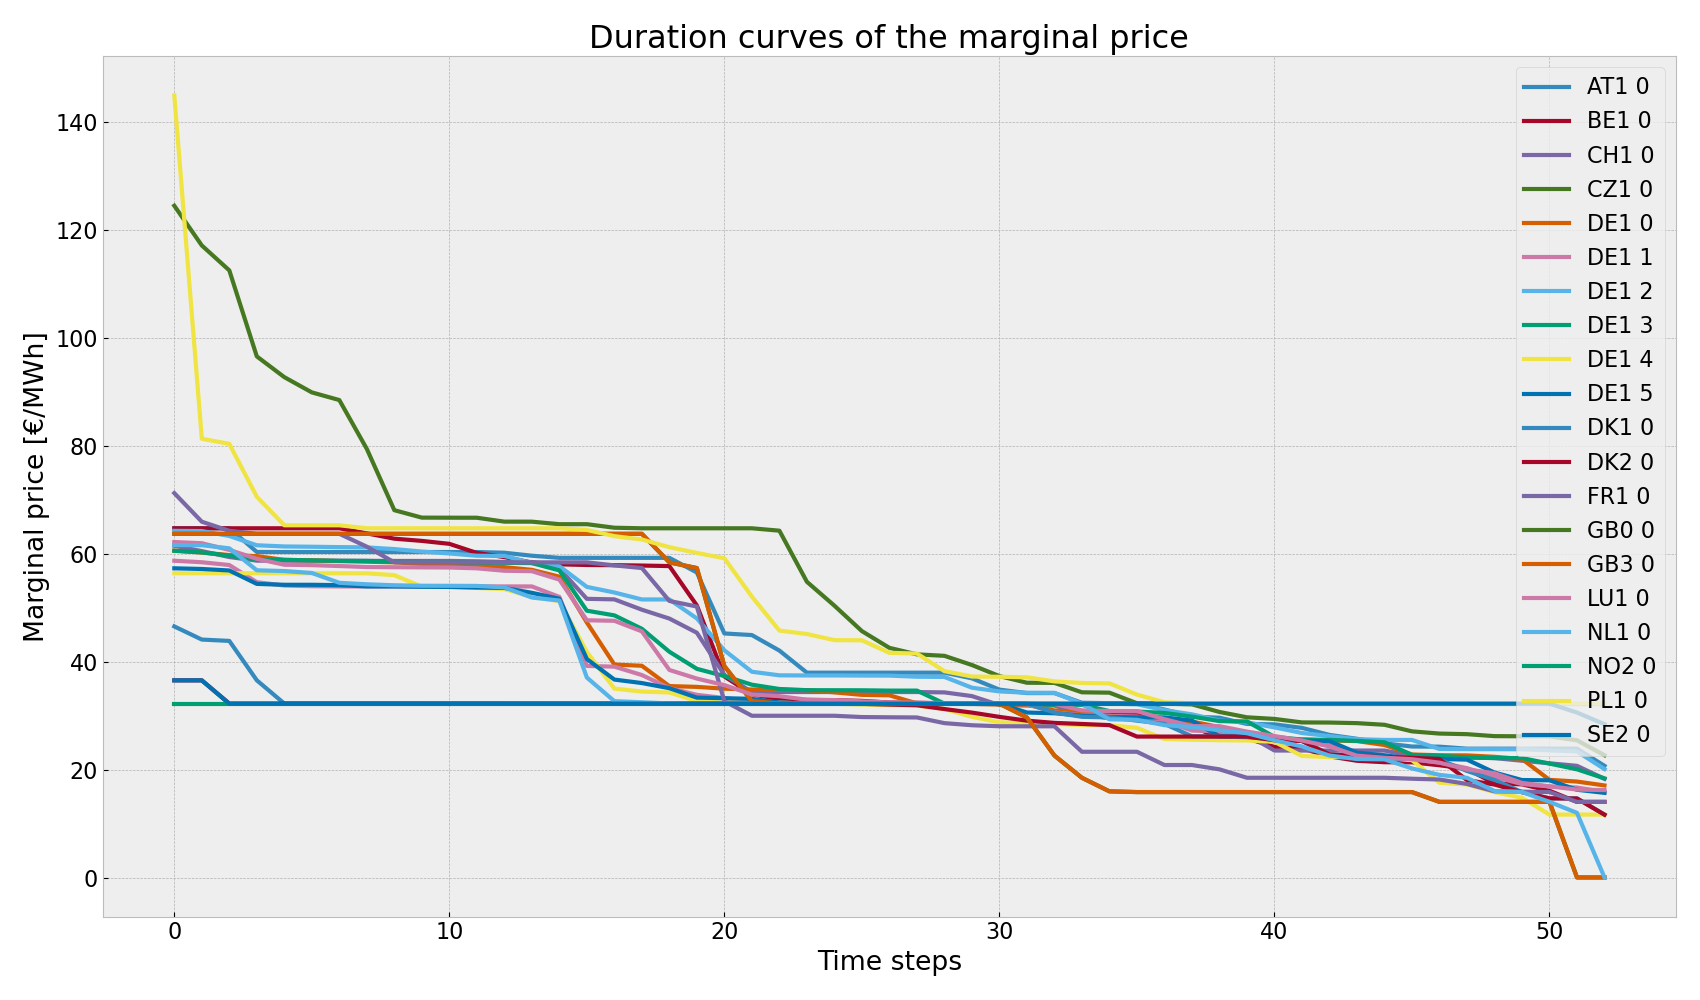 Duration curves of the marginal price
Marginal price [€/MWh]
140
120
100
80
60
40
20
0
0
10
20
30
40
50
Time steps
AT1 0
BE1 0
CH1 0
CZ1 0
DE1 0
DE1 1
DE1 2
DE1 3
DE1 4
DE1 5
DK1 0
DK2 0
FR1 0
GB0 0
GB3 0
LU1 0
NL1 0
NO2 0
PL1 0
SE2 0